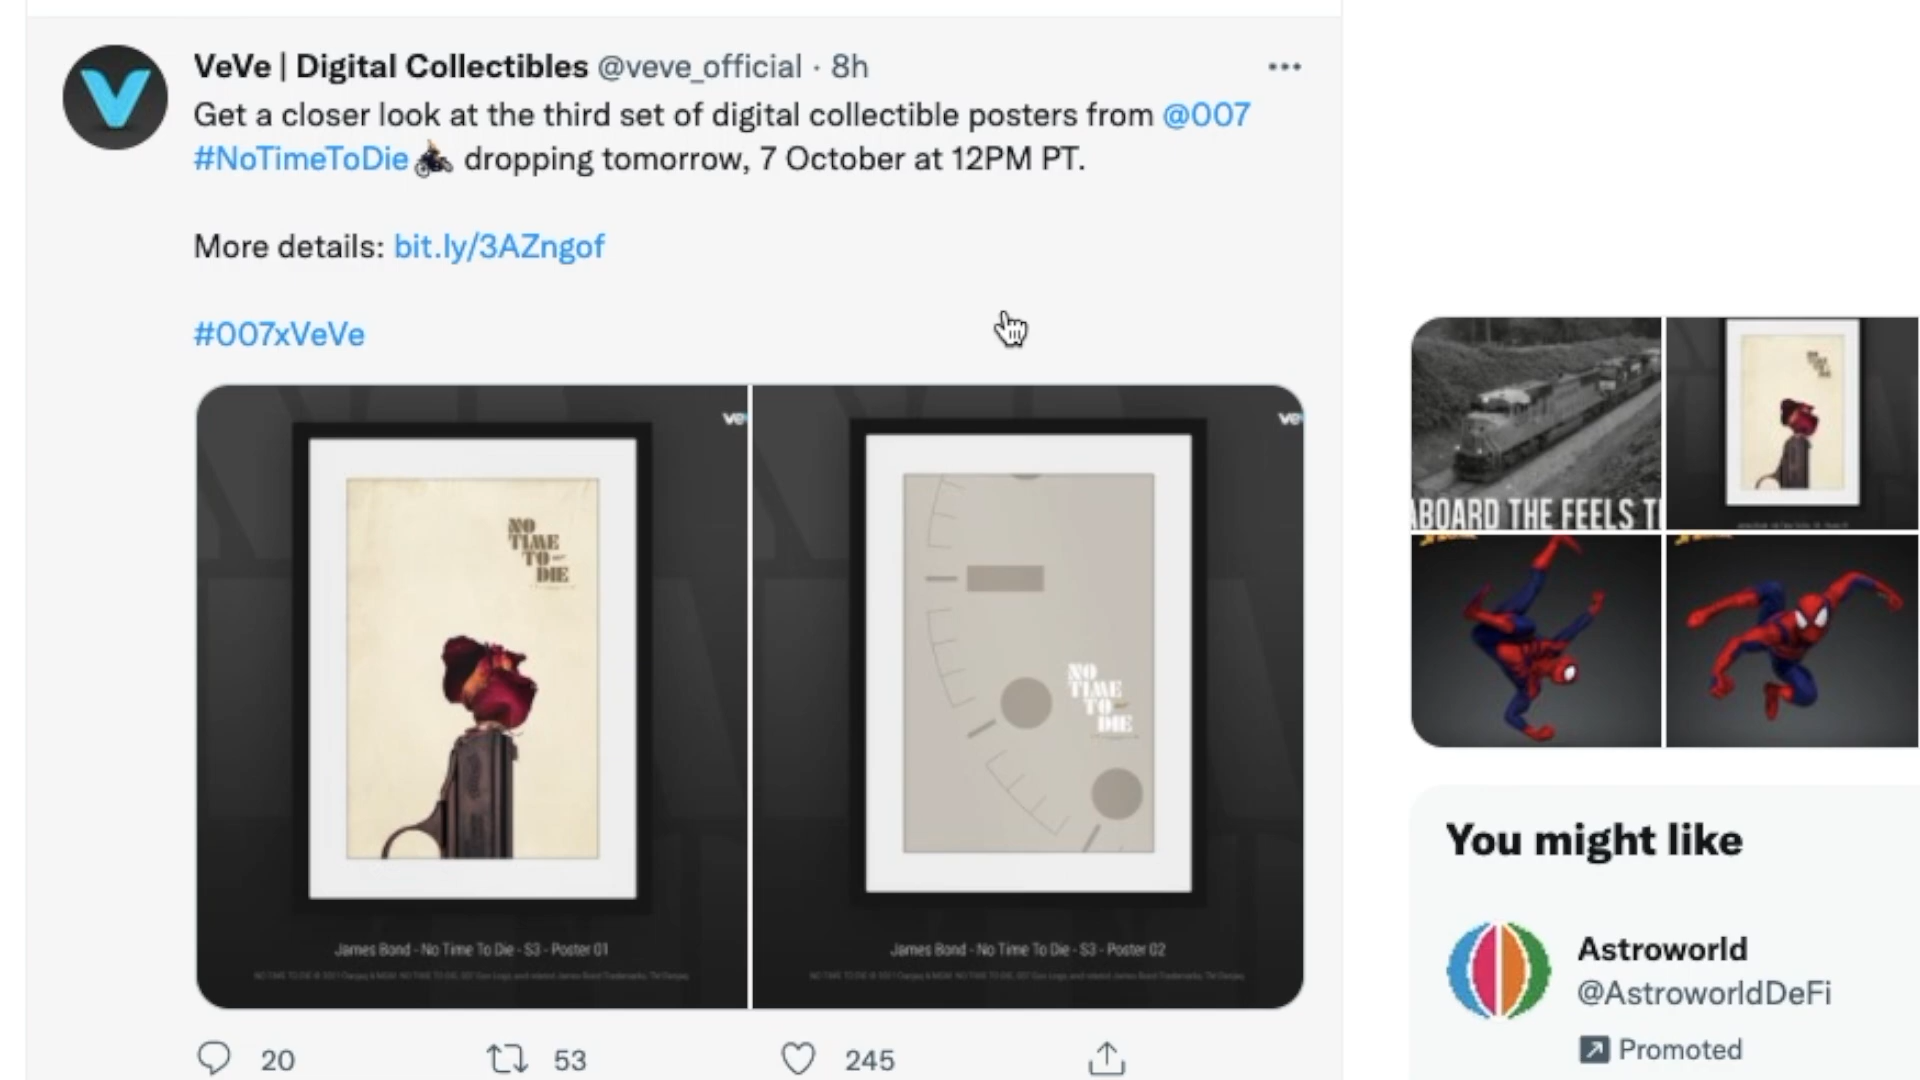 VeVe | Digital Collectibles @veve_official · 8h
Get a closer look at the third set of digital collectible posters from @007
#NoTimeToDie dropping tomorrow, 7 October at 12PM PT.
More details: bit.ly/3AZngof
#007xVeVe
NO
TIME
TO
DIE
James Bond - No Time To Die - S3 - Poster 01
NO
TIME
TO
DIE
James Bond - No Time To Die - S3 - Poster 02
20
53
245
ABOARD THE FEELS
You might like
Astroworld
@AstroworldDeFi
Promoted